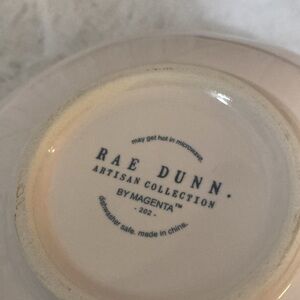 may get hot in microwave.
RAE DUNN.
ARTISAN COLLECTION
BY MAGENTA™
- 202 -
dishwasher safe. made in china.